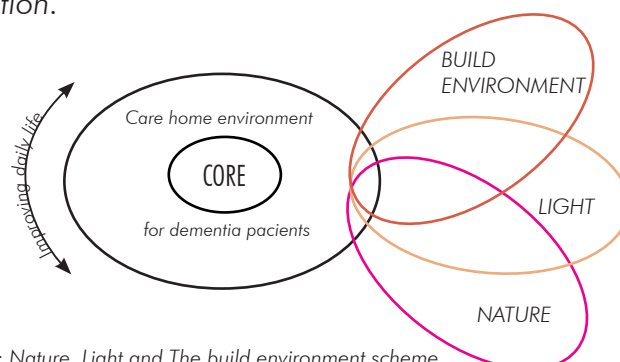 tion.
BUILD
ENVIRONMENT
Care home environment
Improving daily life
CORE
LIGHT
for dementia pacients
NATURE
: Nature, Light and The build environment scheme